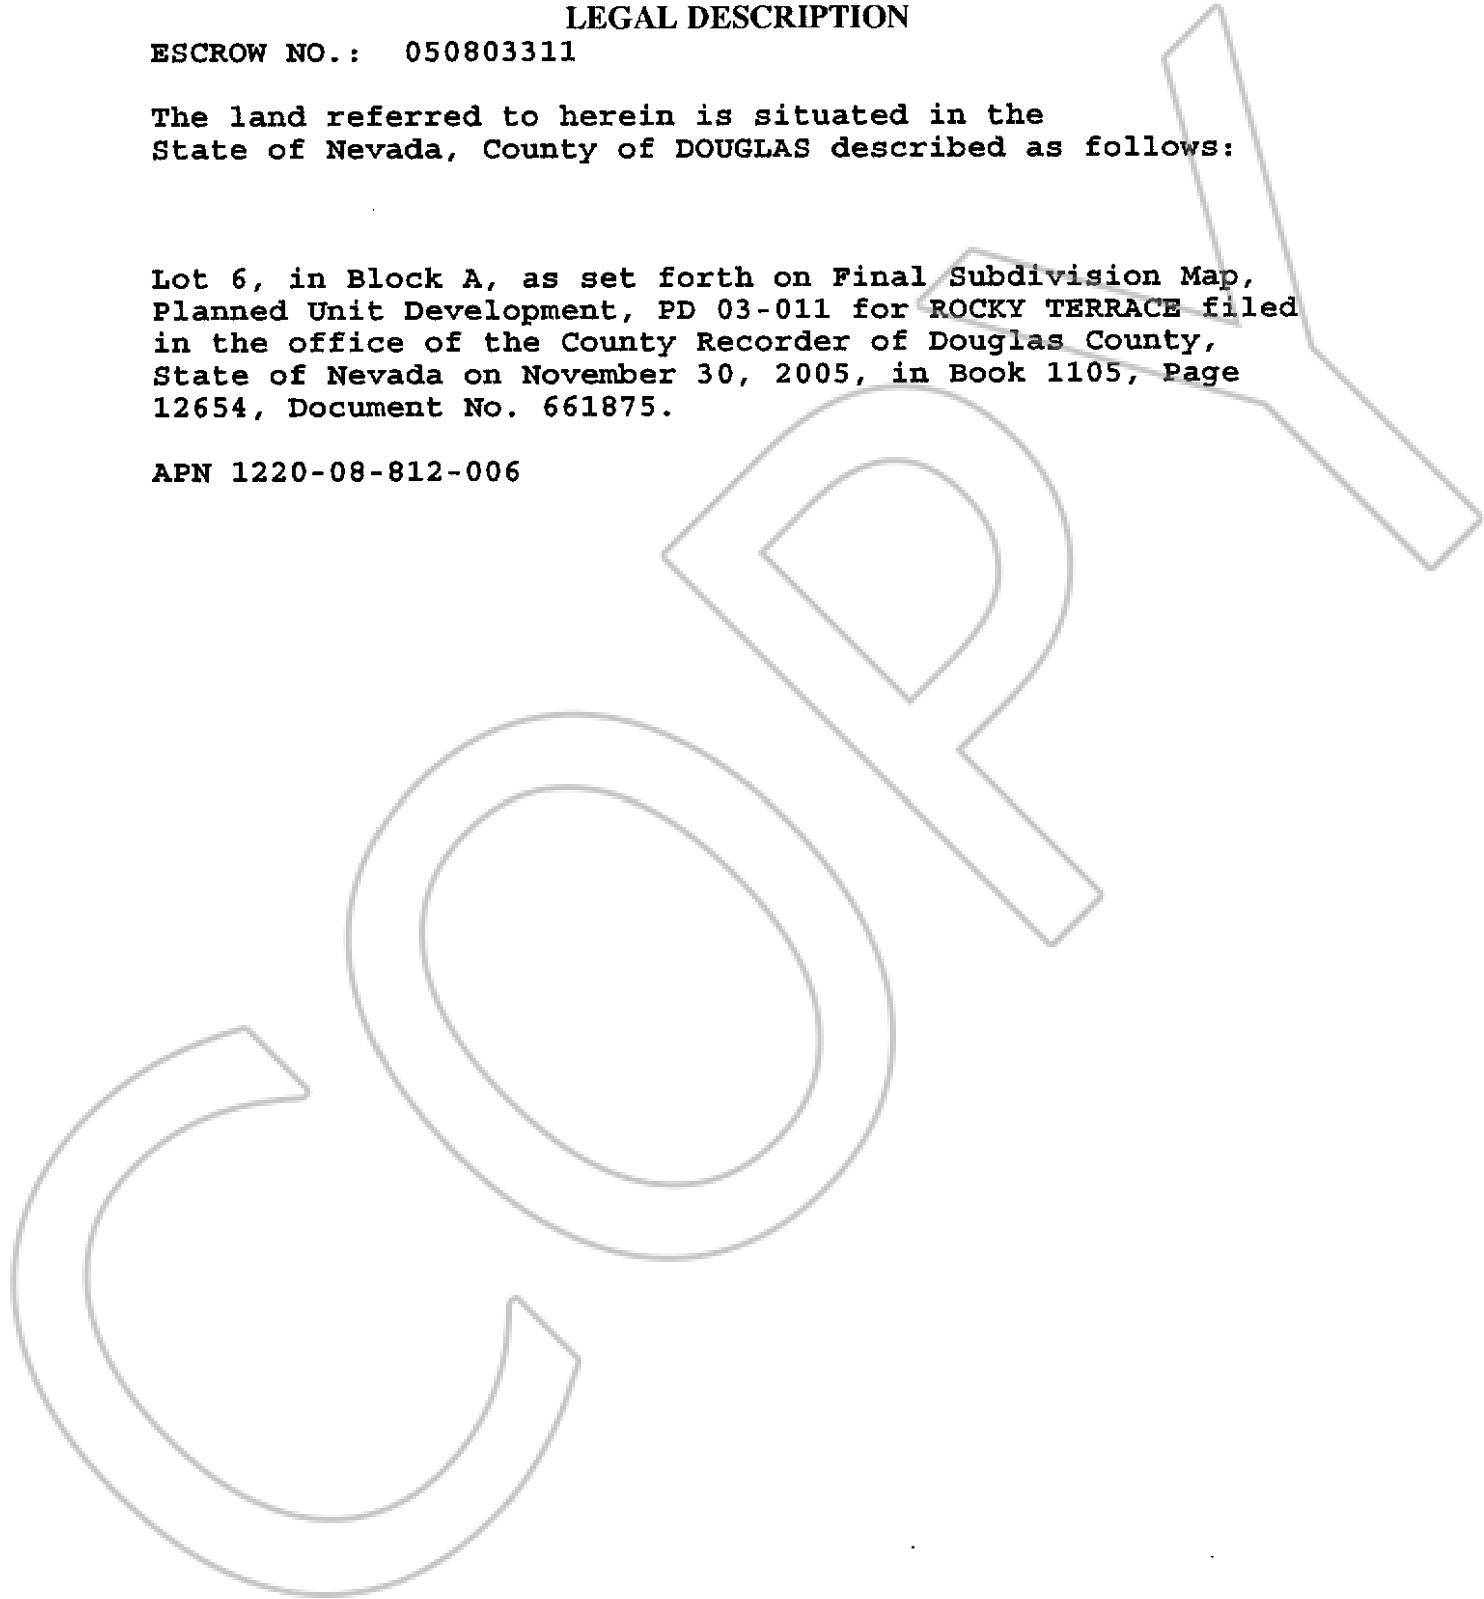 LEGAL DESCRIPTION
ESCROW NO.: 050803311
The land referred to herein is situated in the
State of Nevada, County of DOUGLAS described as follows:
Lot 6, in Block A, as set forth on Final Subdivision Map,
Planned Unit Development, PD 03-011 for ROCKY TERRACE filed
in the office of the County Recorder of Douglas County,
State of Nevada on November 30, 2005, in Book 1105, Page
12654, Document No. 661875.
APN 1220-08-812-006
COPY